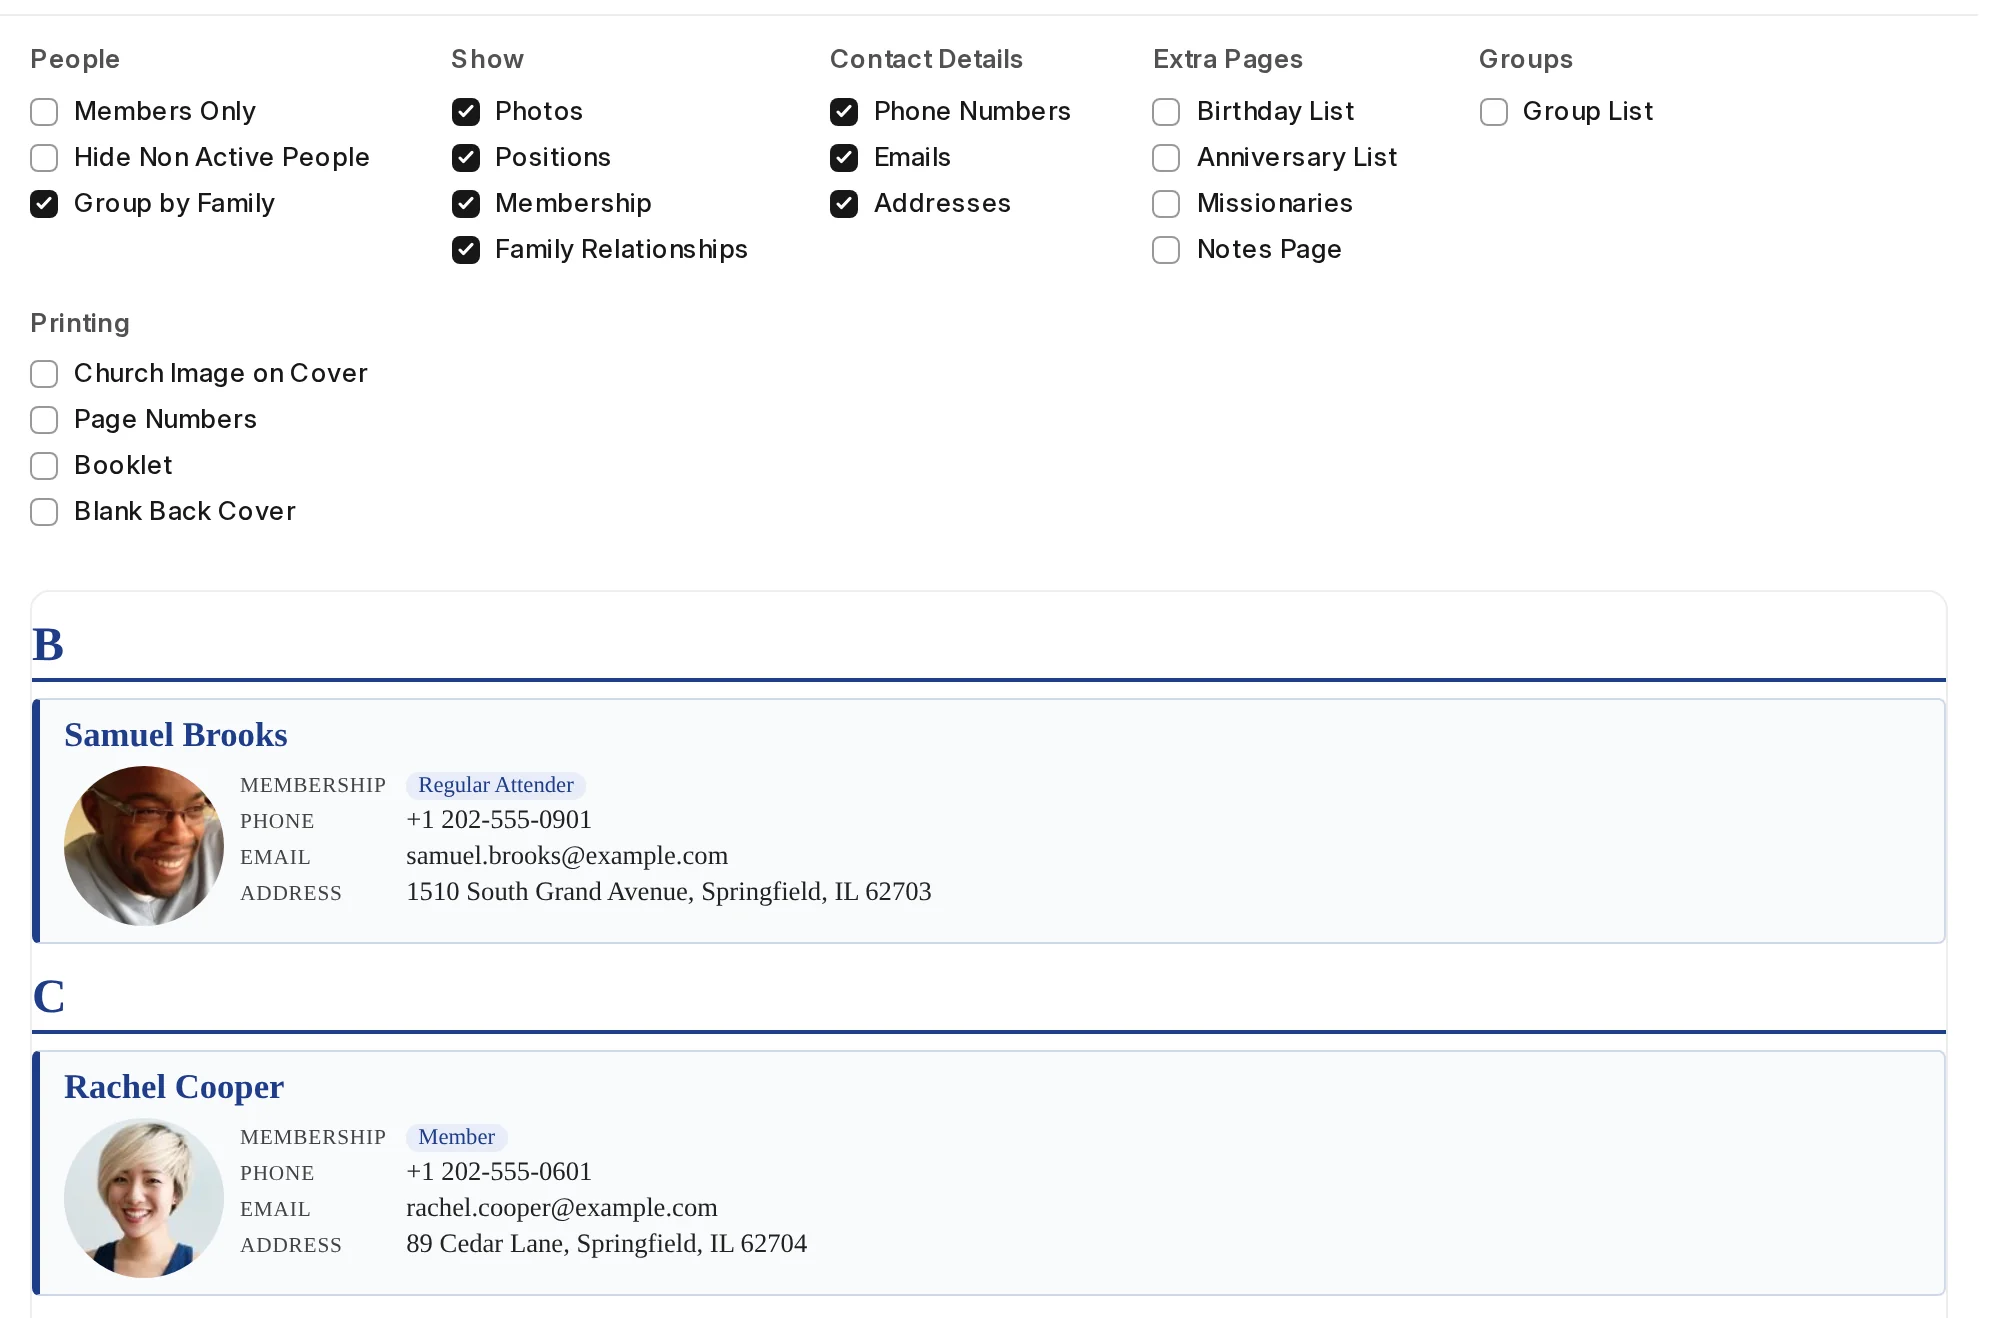 People
Members Only
Hide Non Active People
Group by Family
Show
Photos
Positions
Membership
Family Relationships
Contact Details
Phone Numbers
Emails
Addresses
Extra Pages
Birthday List
Anniversary List
Missionaries
Notes Page
Groups
Group List
Printing
Church Image on Cover
Page Numbers
Booklet
Blank Back Cover
B
Samuel Brooks
MEMBERSHIP Regular Attender
PHONE +1 202-555-0901
EMAIL samuel.brooks@example.com
ADDRESS 1510 South Grand Avenue, Springfield, IL 62703
C
Rachel Cooper
MEMBERSHIP Member
PHONE +1 202-555-0601
EMAIL rachel.cooper@example.com
ADDRESS 89 Cedar Lane, Springfield, IL 62704